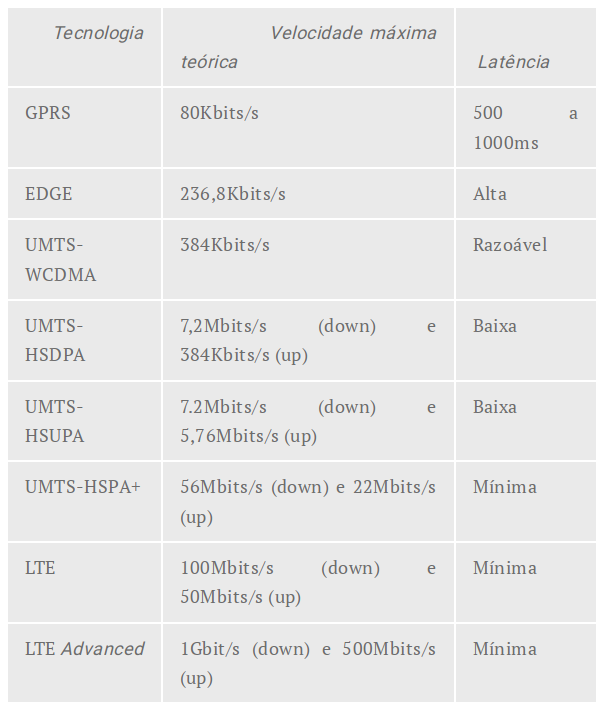 Tecnologia
Velocidade máxima
teórica
Latência
GPRS
80Kbits/s
500 a
1000ms
EDGE
236,8Kbits/s
Alta
UMTS-
WCDMA
384Kbits/s
Razoável
UMTS-
HSDPA
7,2Mbits/s (down) e
384Kbits/s (up)
Baixa
UMTS-
HSUPA
7.2Mbits/s (down) e
5,76Mbits/s (up)
Baixa
UMTS-HSPA+
56Mbits/s (down) e 22Mbits/s
(up)
Mínima
LTE
100Mbits/s (down) e
50Mbits/s (up)
Mínima
LTE Advanced
1Gbit/s (down) e 500Mbits/s
(up)
Mínima